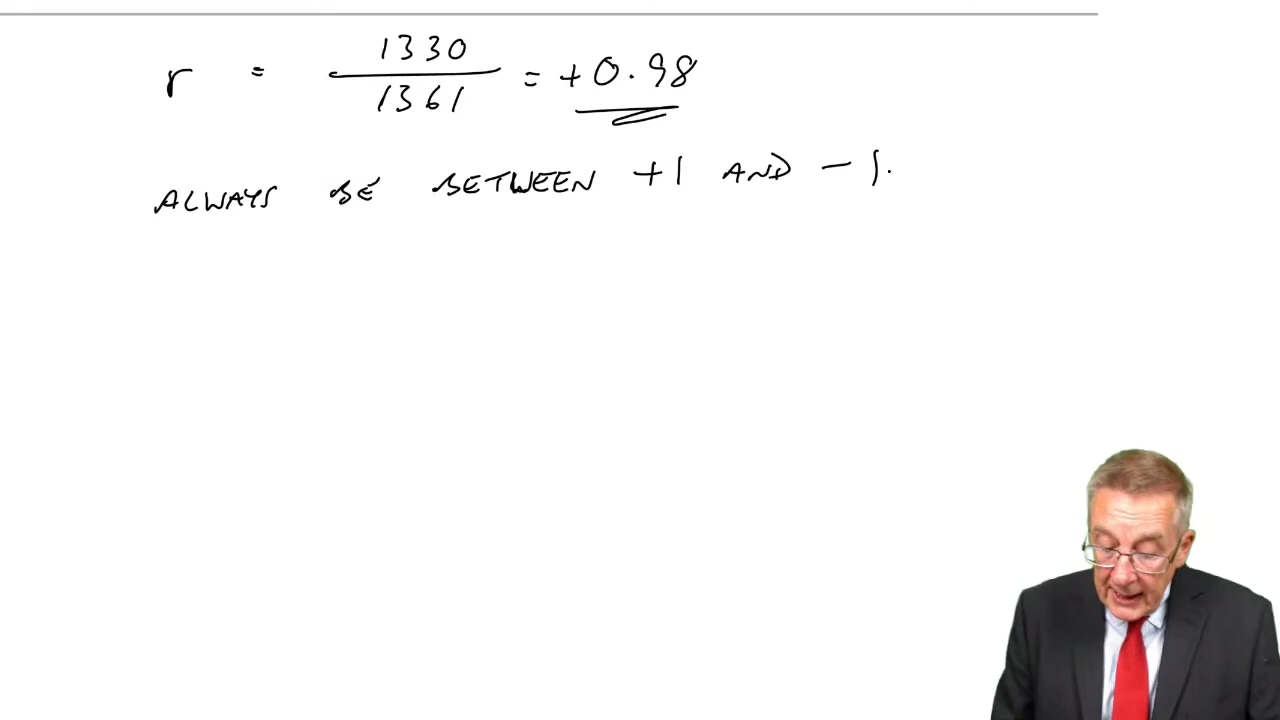 r = 1330 / 1361 = +0.98
ALWAYS BE BETWEEN +1 AND -1.